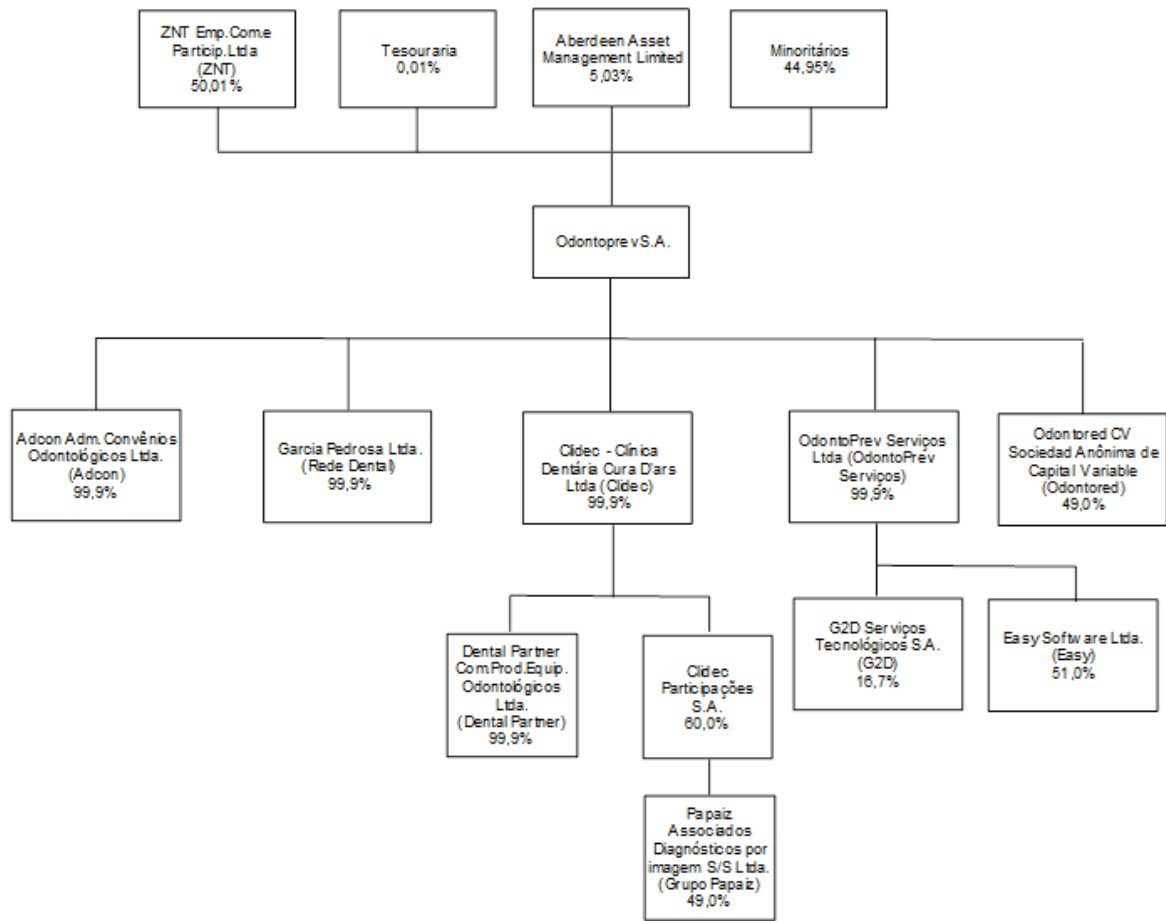 ZNT Emp.Com.e
Particip.Ltda
(ZNT)
50,01%
Tesouraria
0,01%
Aberdeen Asset
Management Limited
5,03%
Minoritários
44,95%
Odontoprev S.A.
Adcon Adm. Convênios
Odontológicos Ltda.
(Adcon)
99,9%
Garcia Pedrosa Ltda.
(Rede Dental)
99,9%
Clidec - Clínica
Dentária Cura D'ars
Ltda (Clidec)
99,9%
OdontoPrev Serviços
Ltda (OdontoPrev
Serviços)
99,9%
Odontored CV
Sociedad Anônima de
Capital Variable
(Odontored)
49,0%
Dental Partner
Com.Prod.Equip.
Odontológicos
Ltda.
(Dental Partner)
99,9%
Clidec
Participações
S.A.
60,0%
G2D Serviços
Tecnológicos S.A.
(G2D)
16,7%
Easy Software Ltda.
(Easy)
51,0%
Papaiz
Associados
Diagnósticos por
imagem S/S Ltda.
(Grupo Papaiz)
49,0%